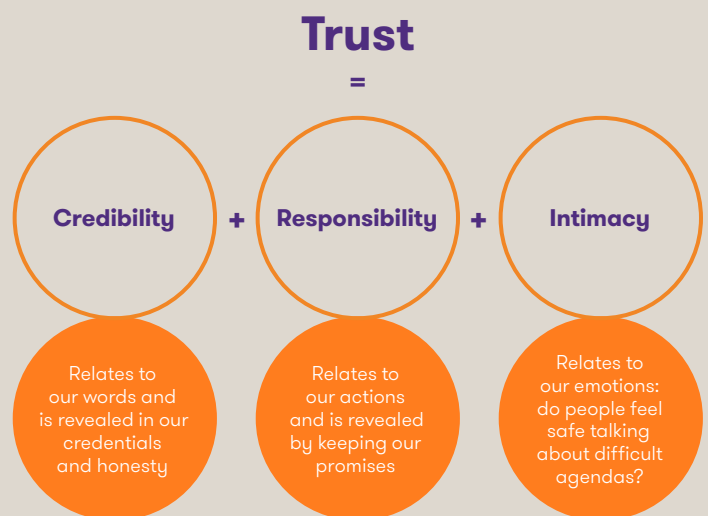 Trust
=
Credibility + Responsibility + Intimacy
Relates to
our words and
is revealed in our
credentials
and honesty
Relates to
our actions
and is revealed
by keeping our
promises
Relates to
our emotions:
do people feel
safe talking
about difficult
agendas?